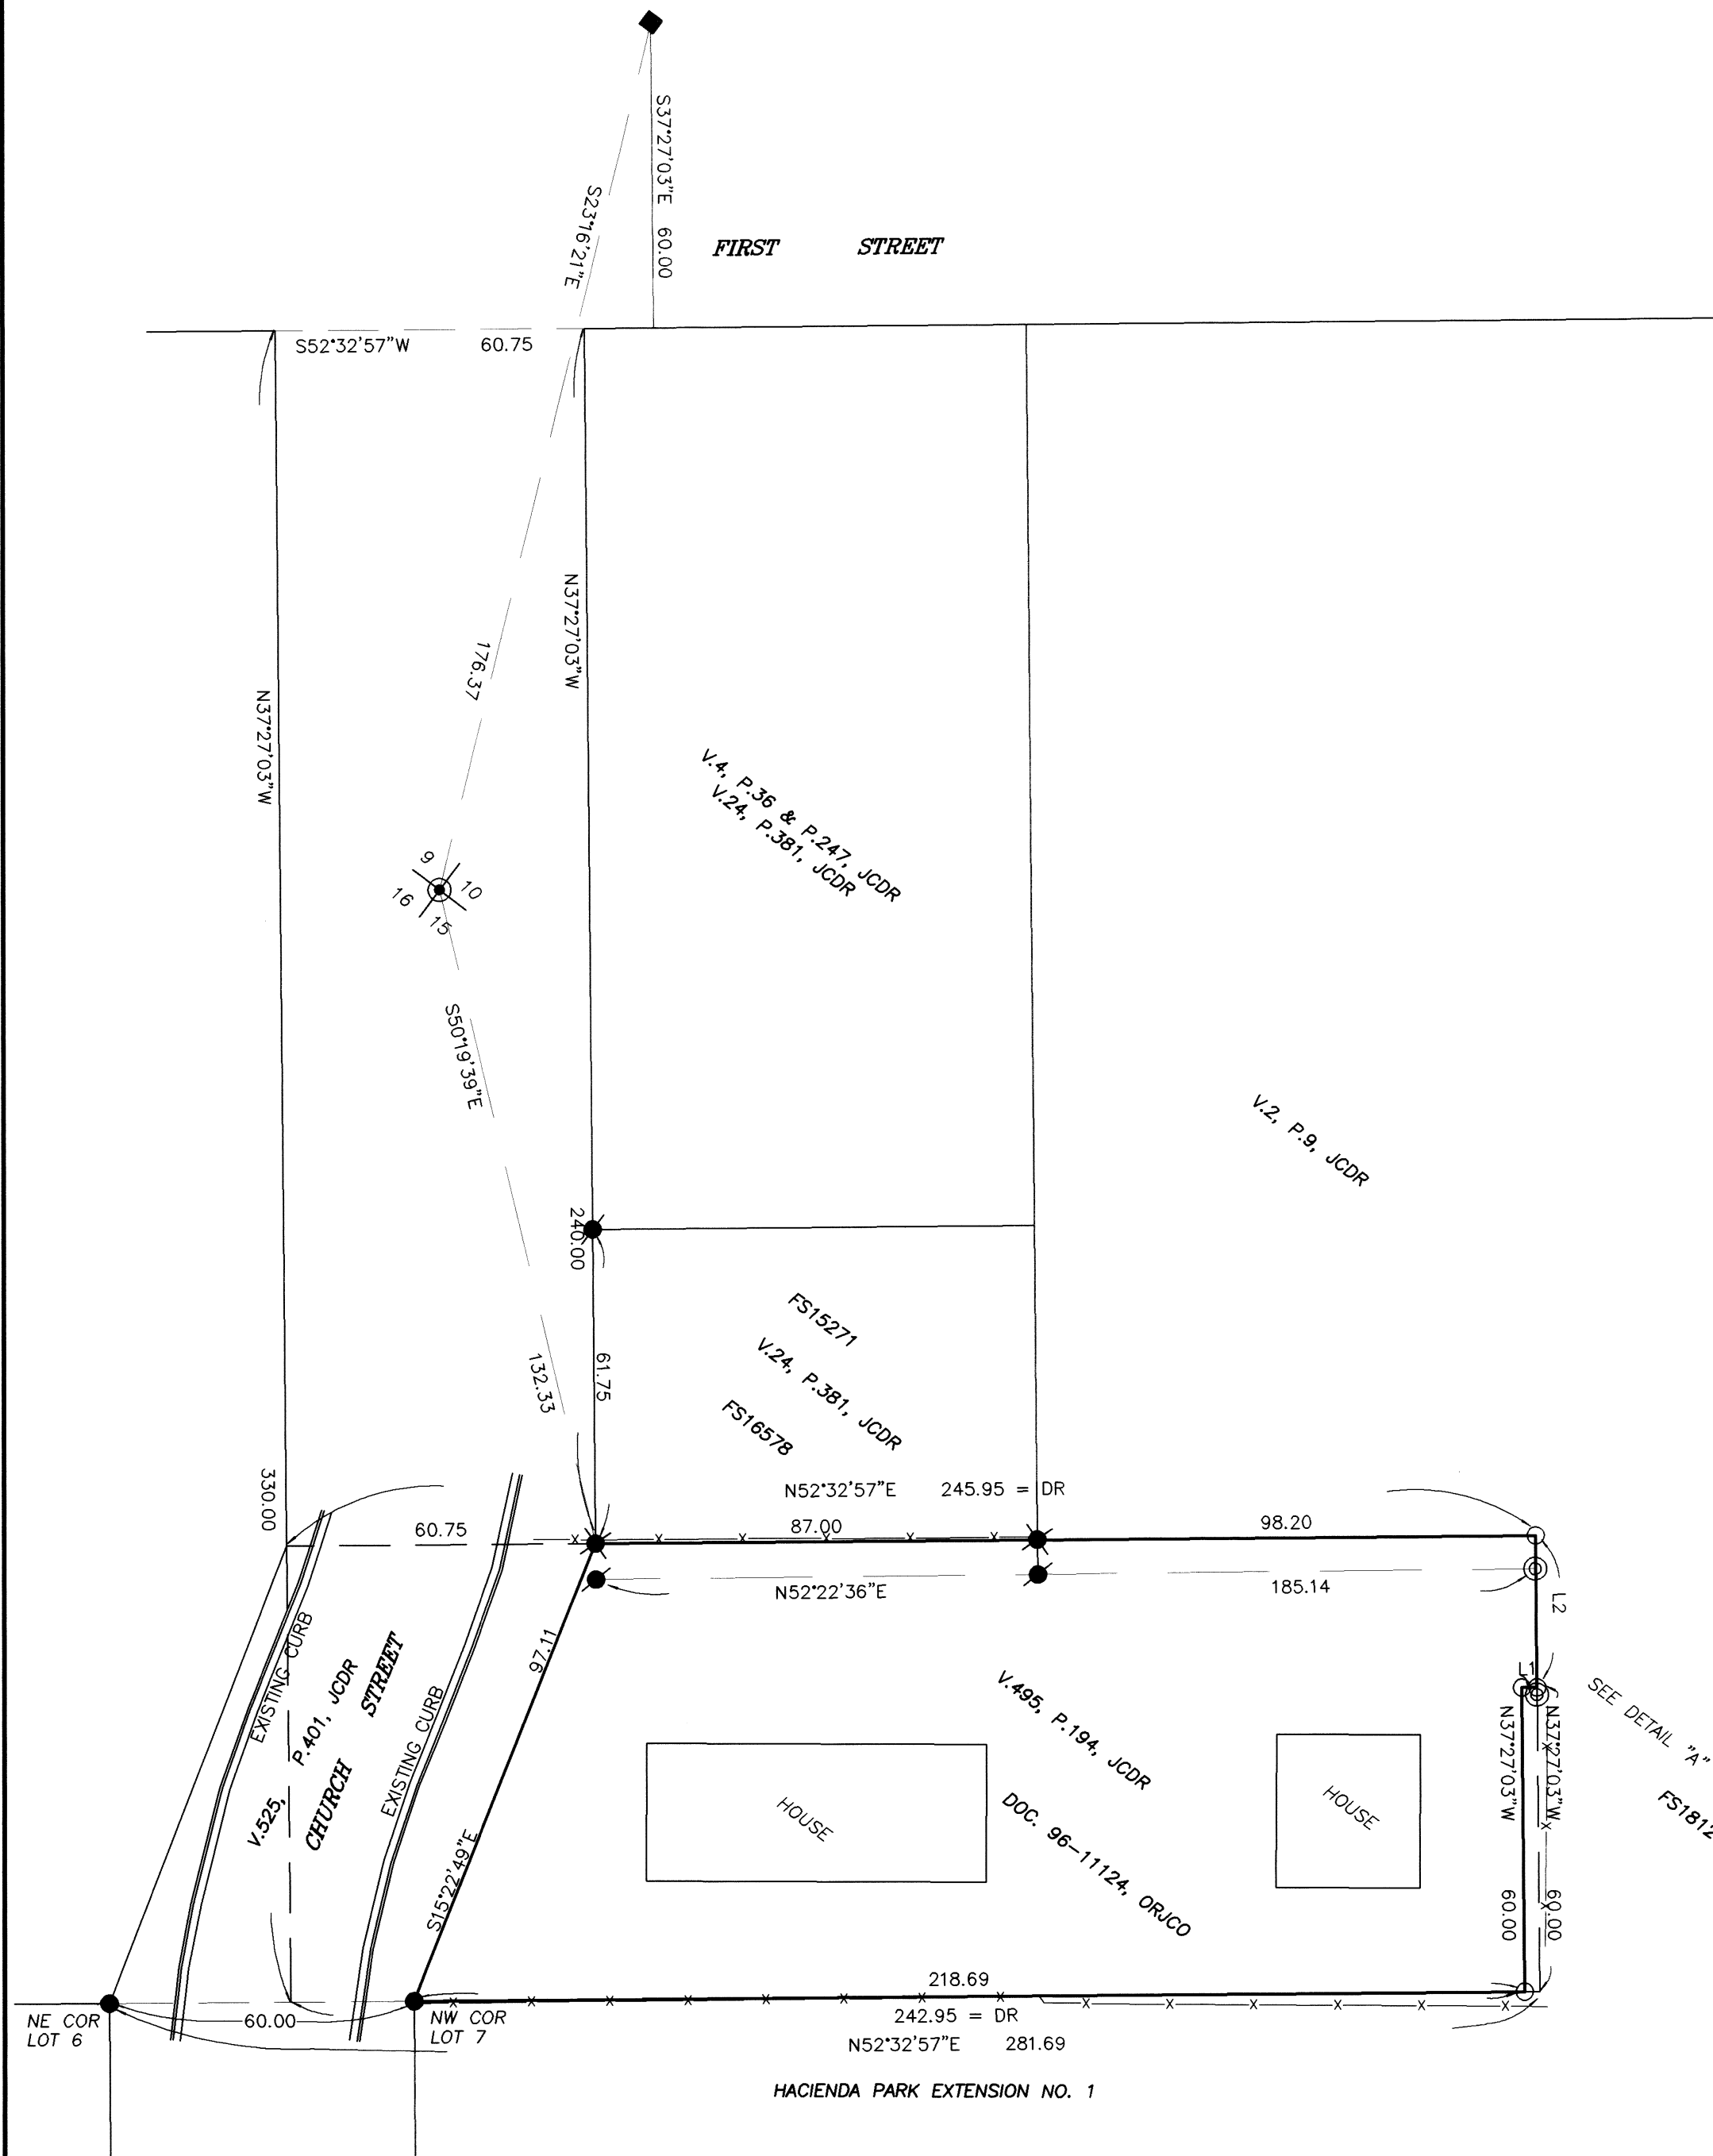 S37°27'03"E 60.00
S23°16'21"E
FIRST STREET
S52°32'57"W 60.75
N37°27'03"W
176.37
N37°27'03"W
V.4, P.36 & P.247, JCDR
V.24, P.381, JCDR
9
10
16
15
S50°19'39"E
V.2, P.9, JCDR
240.00
FS15271
61.75
132.33
V.24, P.381, JCDR
FS16578
330.00
N52°32'57"E 245.95 = DR
60.75
87.00
98.20
N52°22'36"E
185.14
L2
97.11
L1
EXISTING CURB
V.525, P.401, JCDR
CHURCH STREET
EXISTING CURB
V.495, P.194, JCDR
SEE DETAIL "A"
N37°27'03"W
N37°27'03"W
HOUSE
HOUSE
DOC. 96-11124, ORJCO
FS1812
S15°22'49"E
60.00
60.00
218.69
NE COR
LOT 6
60.00
NW COR
LOT 7
242.95 = DR
N52°32'57"E 281.69
HACIENDA PARK EXTENSION NO. 1